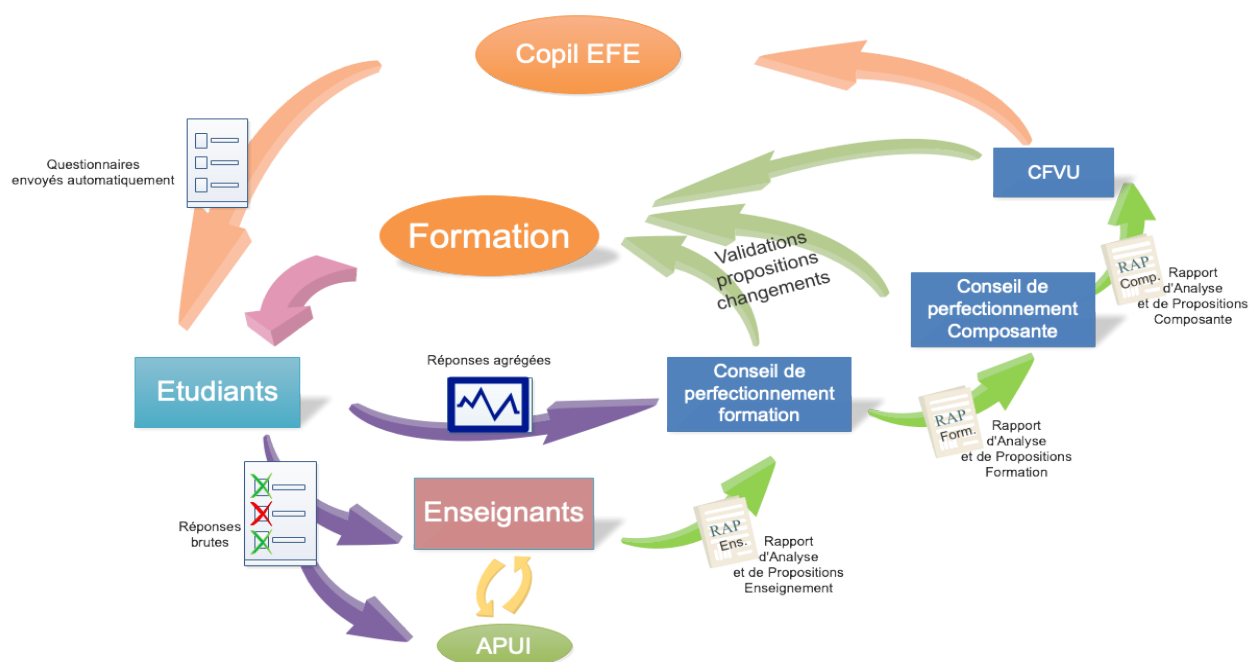 Copil EFE
Questionnaires
envoyés automatiquement
CFVU
Formation
Validations
propositions
changements
RAP
Comp.
Rapport
d'Analyse
et de Propositions
Composante
Conseil de
perfectionnement
Composante
Etudiants
Réponses agrégées
Conseil de
perfectionnement
formation
RAP
Form.
Rapport
d'Analyse
et de Propositions
Formation
Réponses
brutes
Enseignants
RAP
Ens.
Rapport
d'Analyse
et de Propositions
Enseignement
APUI